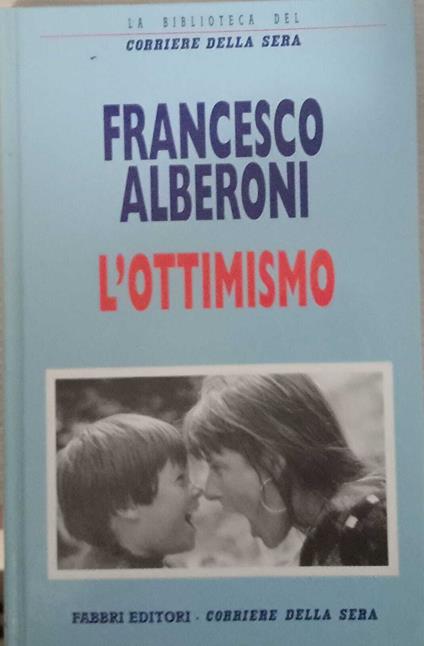 LA BIBLIOTECA DEL
CORRIERE DELLA SERA
FRANCESCO
ALBERONI
L'OTTIMISMO
FABBRI EDITORI - CORRIERE DELLA SERA